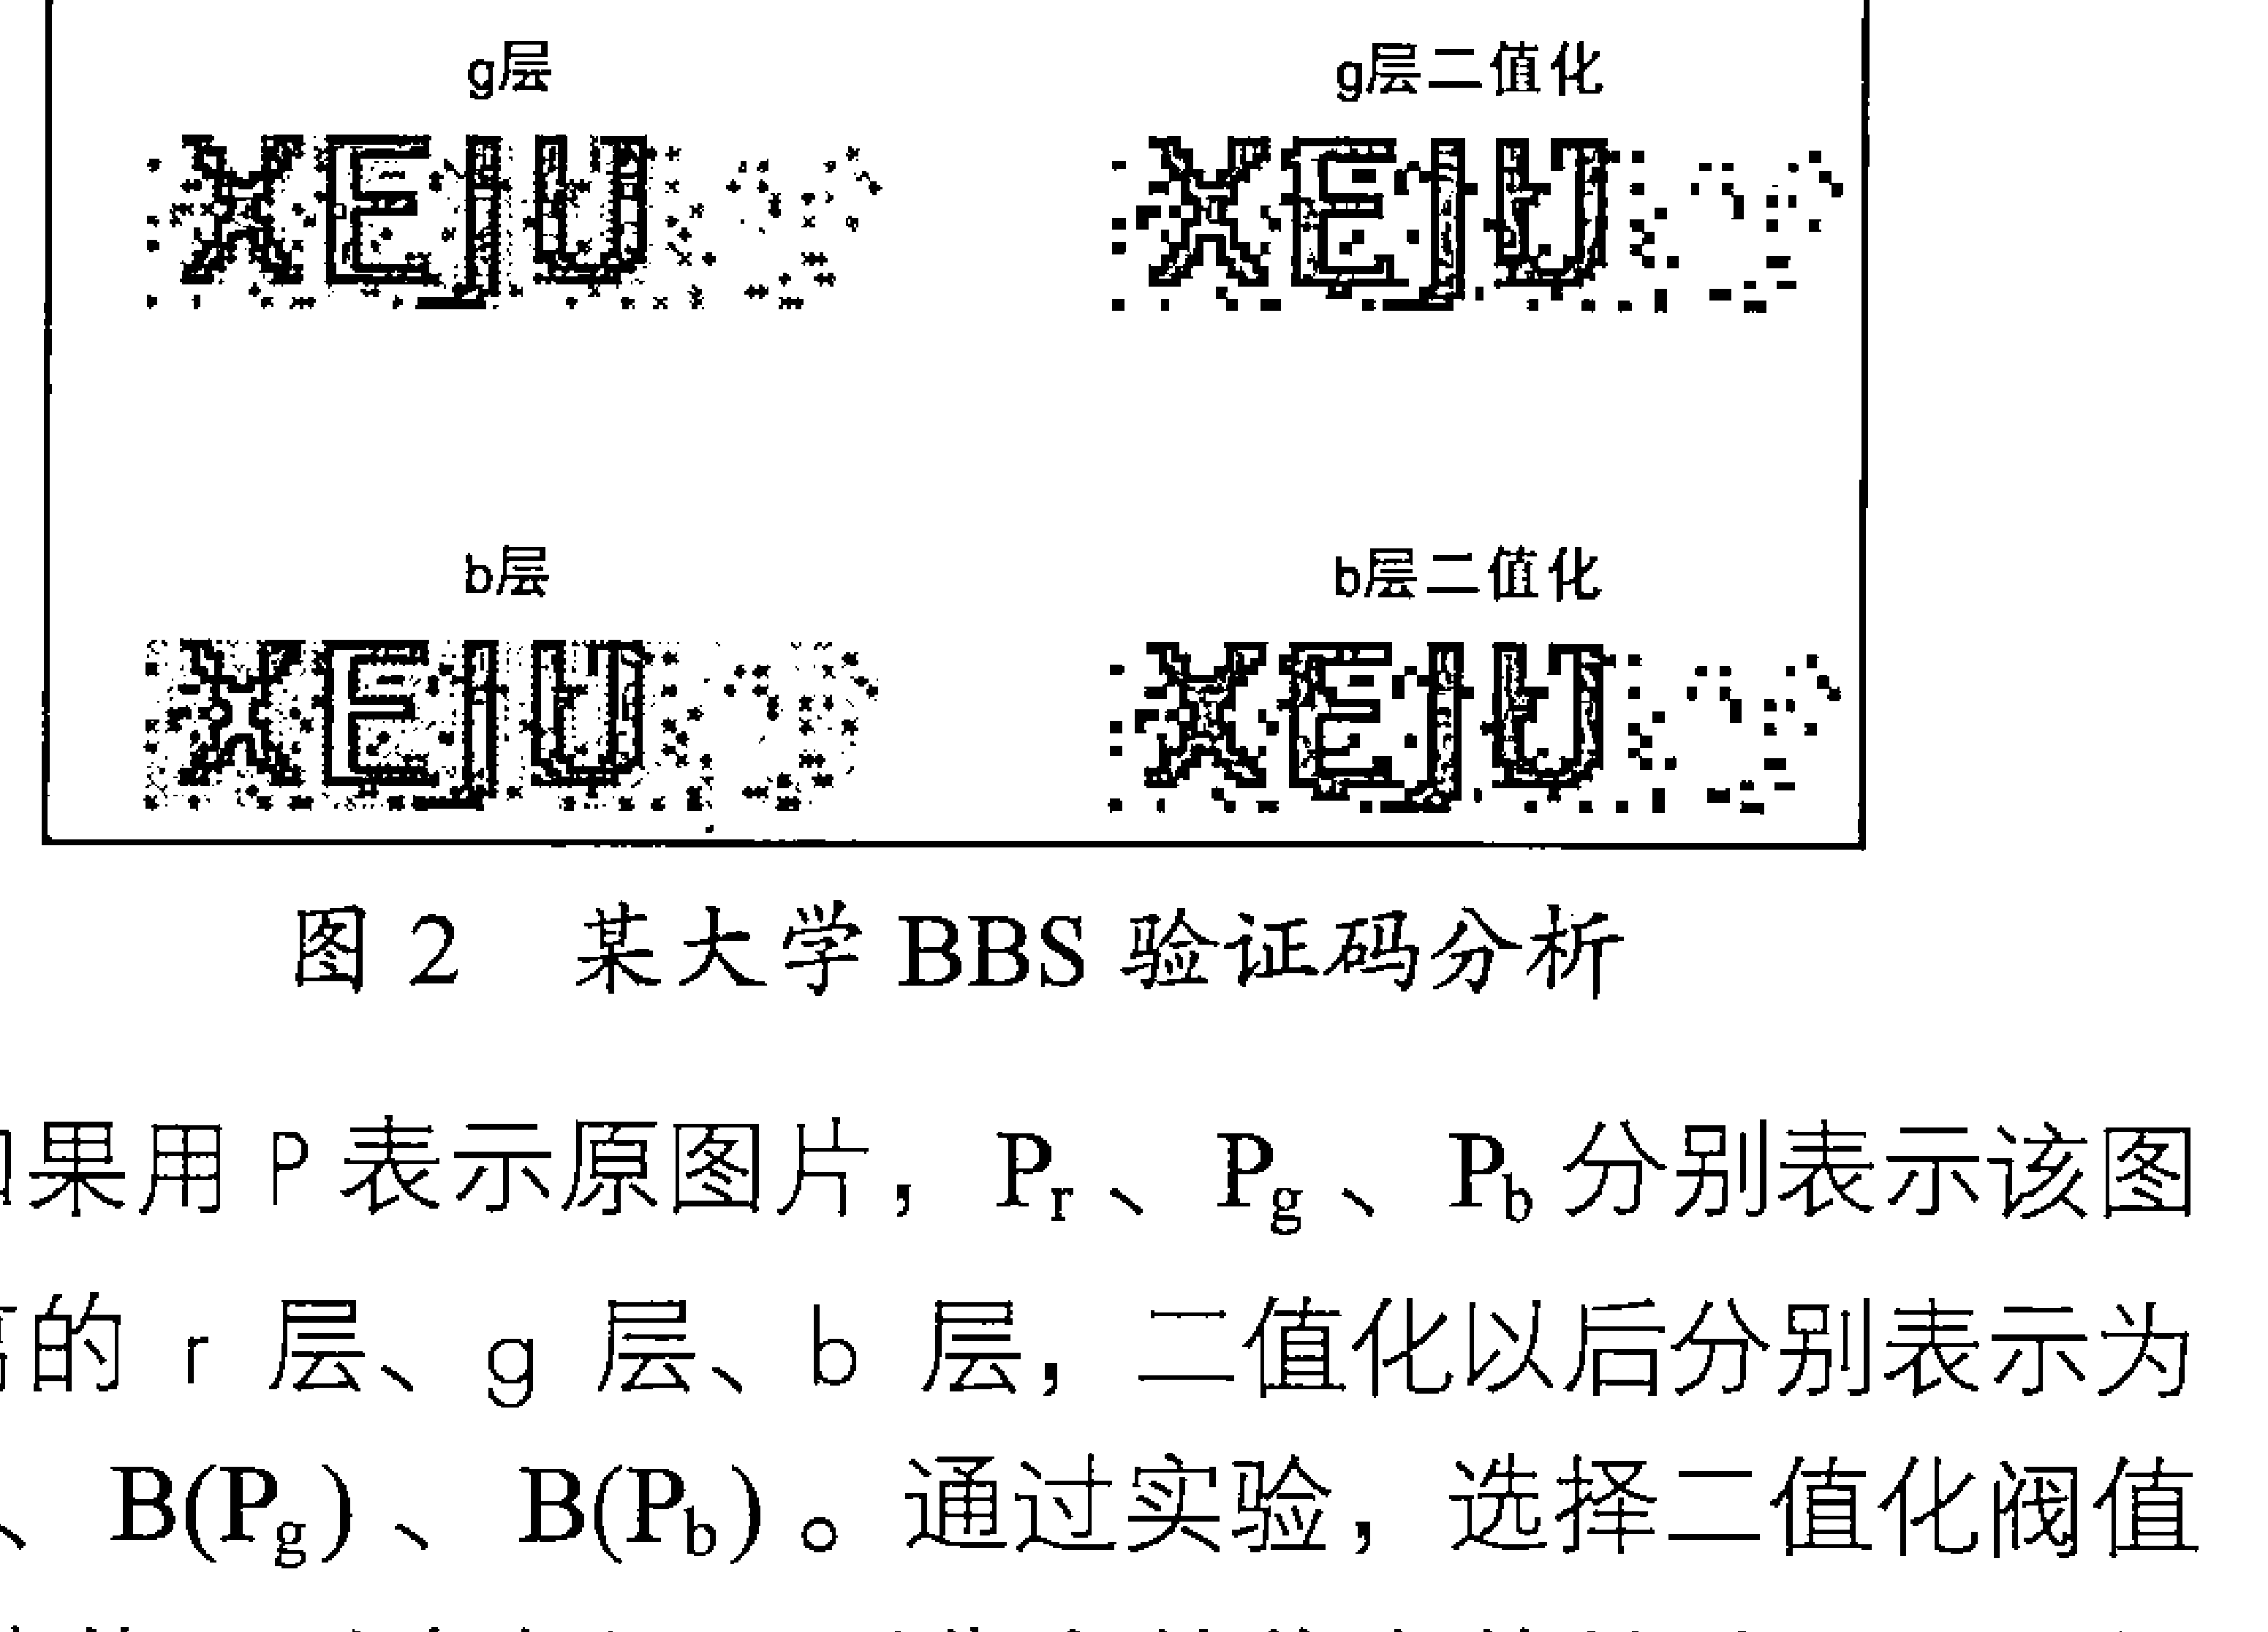 g层 g层二值化
XEJU XEJU
b层 b层二值化
XEJU XEJU
图 2 某大学 BBS 验证码分析
果用 P 表示原图片，Pr、Pg、Pb 分别表示该图
的 r 层、g 层、b 层，二值化以后分别表示为
、B(Pg)、B(Pb)。通过实验，选择二值化阀值